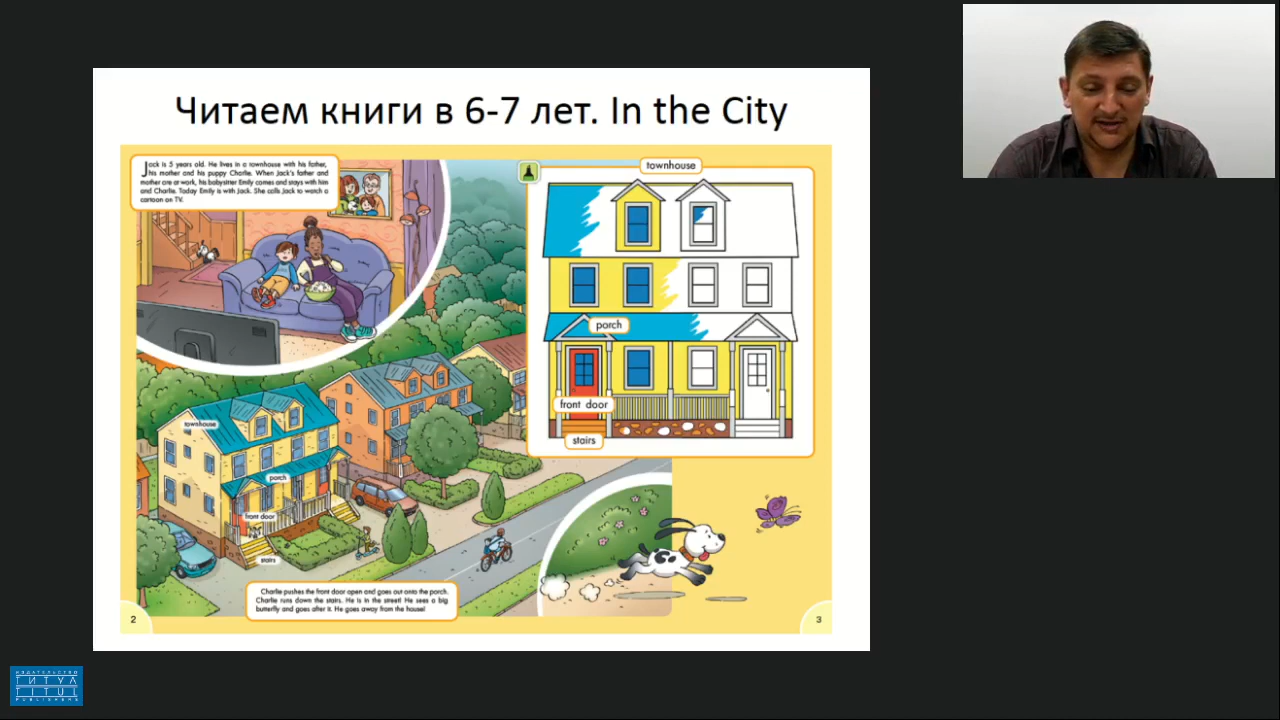 Читаем книги в 6-7 лет. In the City
Jack is 5 years old. He lives in a townhouse with his father,
his mother and his puppy Charlie. When Jack's father and
mother are at work, his babysitter Emily comes and stays with him
and Charlie. Today Emily is with Jack. She calls Jack to watch a
cartoon on TV.
townhouse
porch
front door
stairs
townhouse
porch
front door
stairs
Charlie pushes the front door open and goes out onto the porch.
Charlie runs down the stairs. He is in the street! He sees a big
butterfly and goes after it. He goes away from the house!
2
3
ИЗДАТЕЛЬСТВО
ТИТУЛ
TITUL
PUBLISHERS